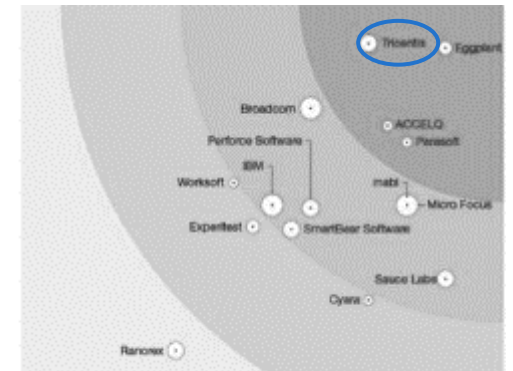 Tricentis
Eggplant
Broadcom
ACCELQ
Parasoft
Perforce Software
IBM
Worksoft
mabl
Micro Focus
Experitest
SmartBear Software
Sauce Labs
Cyara
Ranorex